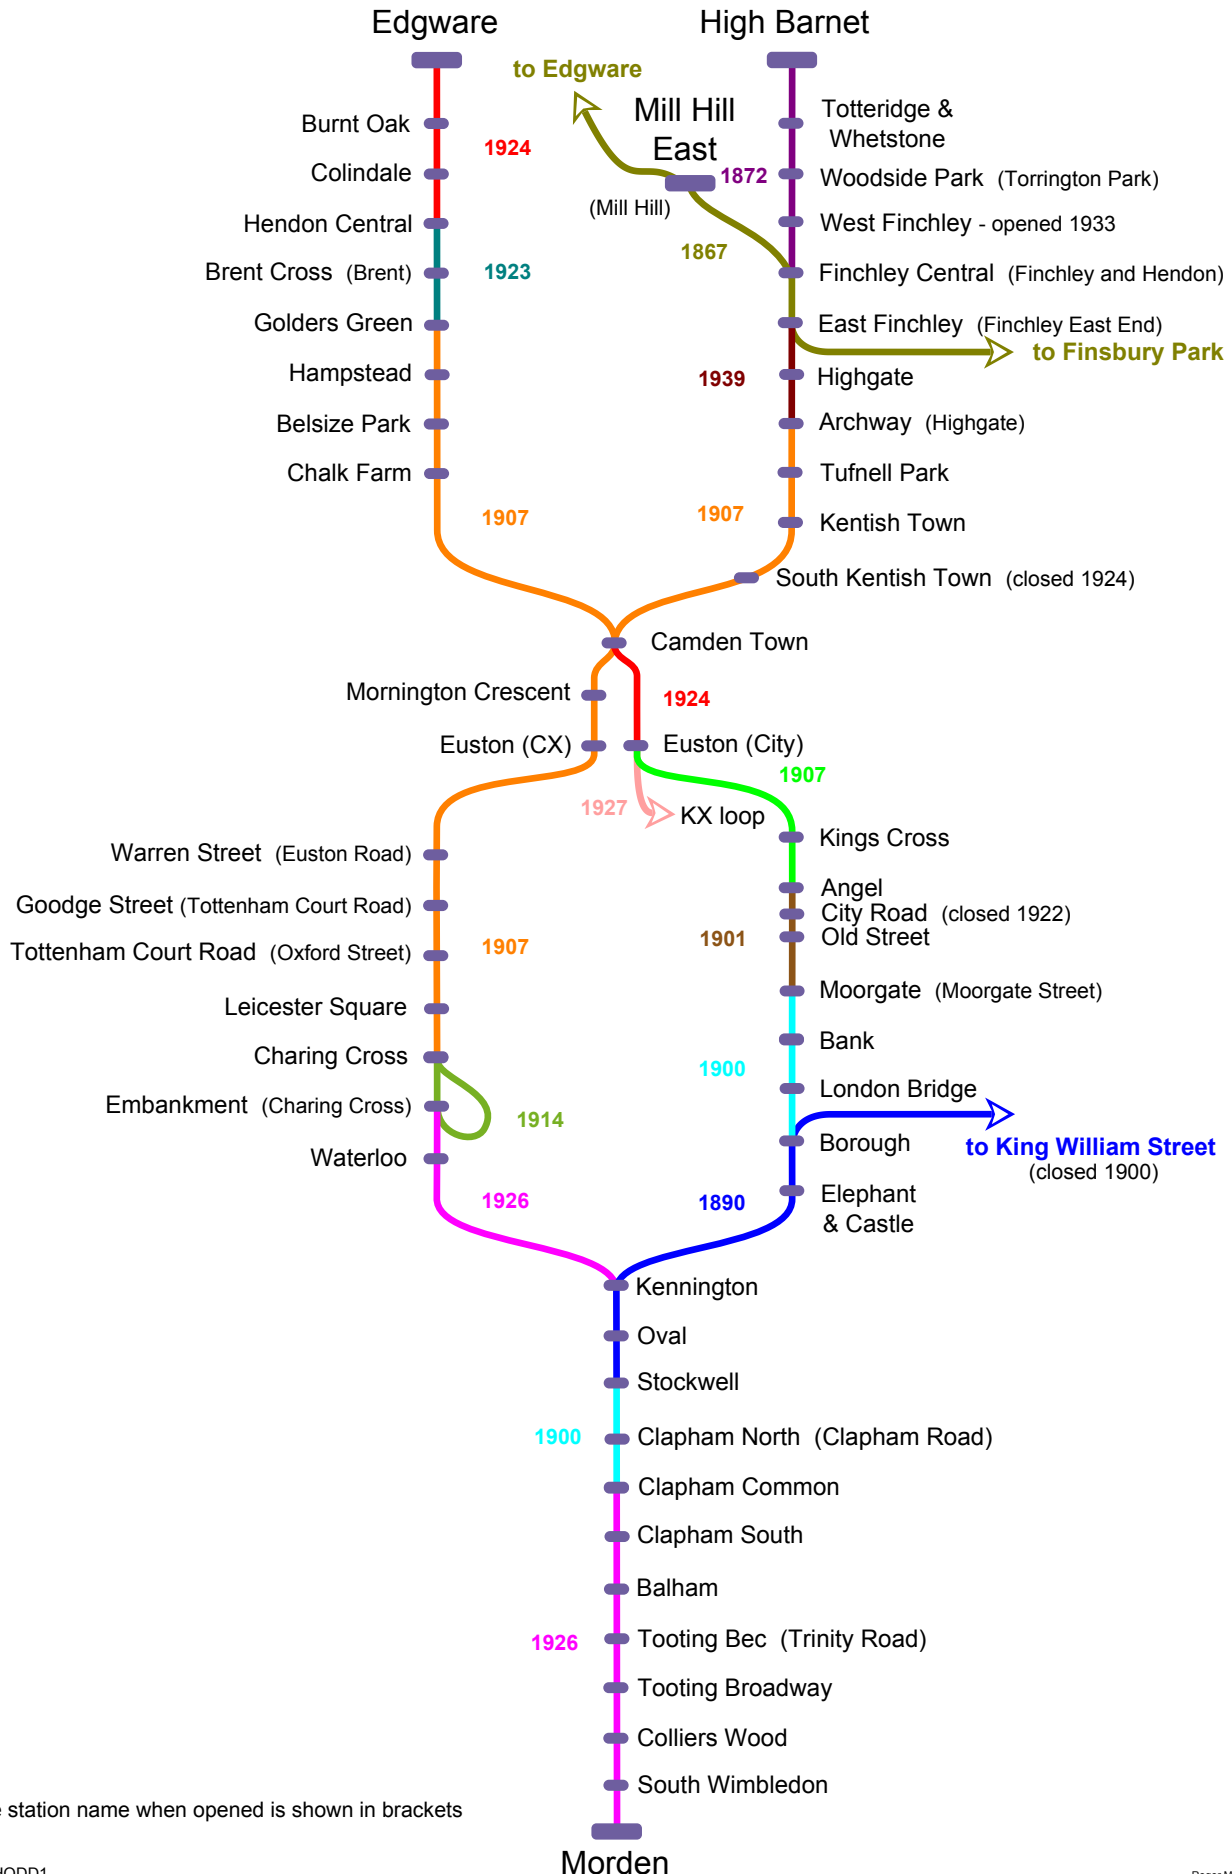 Edgware
High Barnet
to Edgware
Mill Hill
East
(Mill Hill)
Burnt Oak
1924
Colindale
Hendon Central
Brent Cross (Brent)
1923
Golders Green
Hampstead
Belsize Park
Chalk Farm
1907
Totteridge &
Whetstone
1872
Woodside Park (Torrington Park)
West Finchley - opened 1933
1867
Finchley Central (Finchley and Hendon)
East Finchley (Finchley East End)
to Finsbury Park
1939
Highgate
Archway (Highgate)
Tufnell Park
1907
Kentish Town
South Kentish Town (closed 1924)
Camden Town
Mornington Crescent
1924
Euston (CX)
Euston (City)
1907
1927
KX loop
Kings Cross
Warren Street (Euston Road)
Goodge Street (Tottenham Court Road)
Tottenham Court Road (Oxford Street)
1907
Leicester Square
Charing Cross
Embankment (Charing Cross)
1914
Waterloo
1926
Angel
City Road (closed 1922)
1901
Old Street
Moorgate (Moorgate Street)
Bank
1900
London Bridge
Borough
to King William Street
(closed 1900)
1890
Elephant
& Castle
Kennington
Oval
Stockwell
1900
Clapham North (Clapham Road)
Clapham Common
Clapham South
Balham
1926
Tooting Bec (Trinity Road)
Tooting Broadway
Colliers Wood
South Wimbledon
station name when opened is shown in brackets
Morden